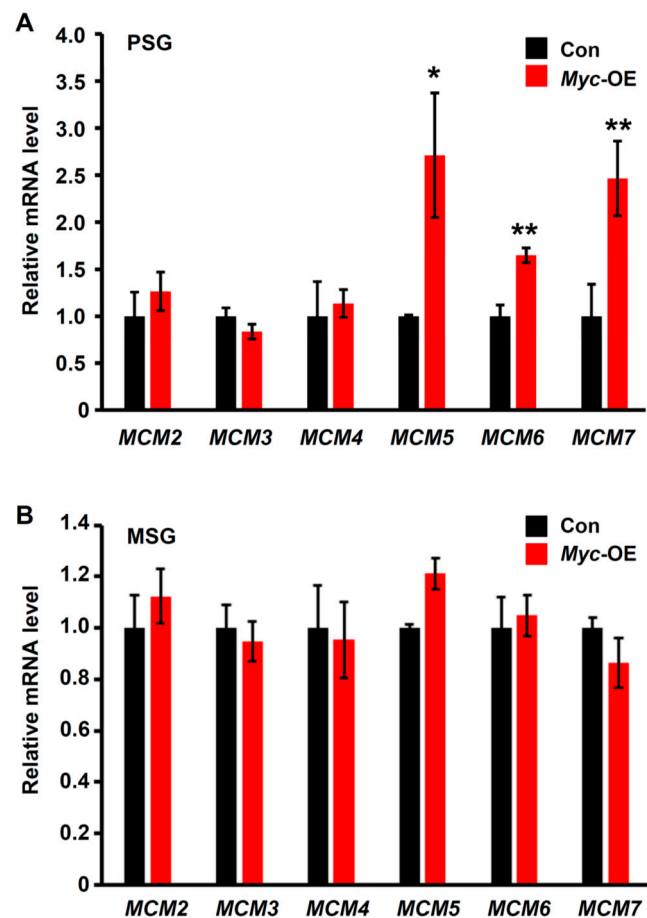 A
PSG
Con
Myc-OE
Relative mRNA level
4.0
3.5
3.0
2.5
2.0
1.5
1.0
0.5
0
*
**
**
MCM2 MCM3 MCM4 MCM5 MCM6 MCM7
B
MSG
Con
Myc-OE
Relative mRNA level
1.4
1.2
1.0
0.8
0.6
0.4
0.2
0
MCM2 MCM3 MCM4 MCM5 MCM6 MCM7